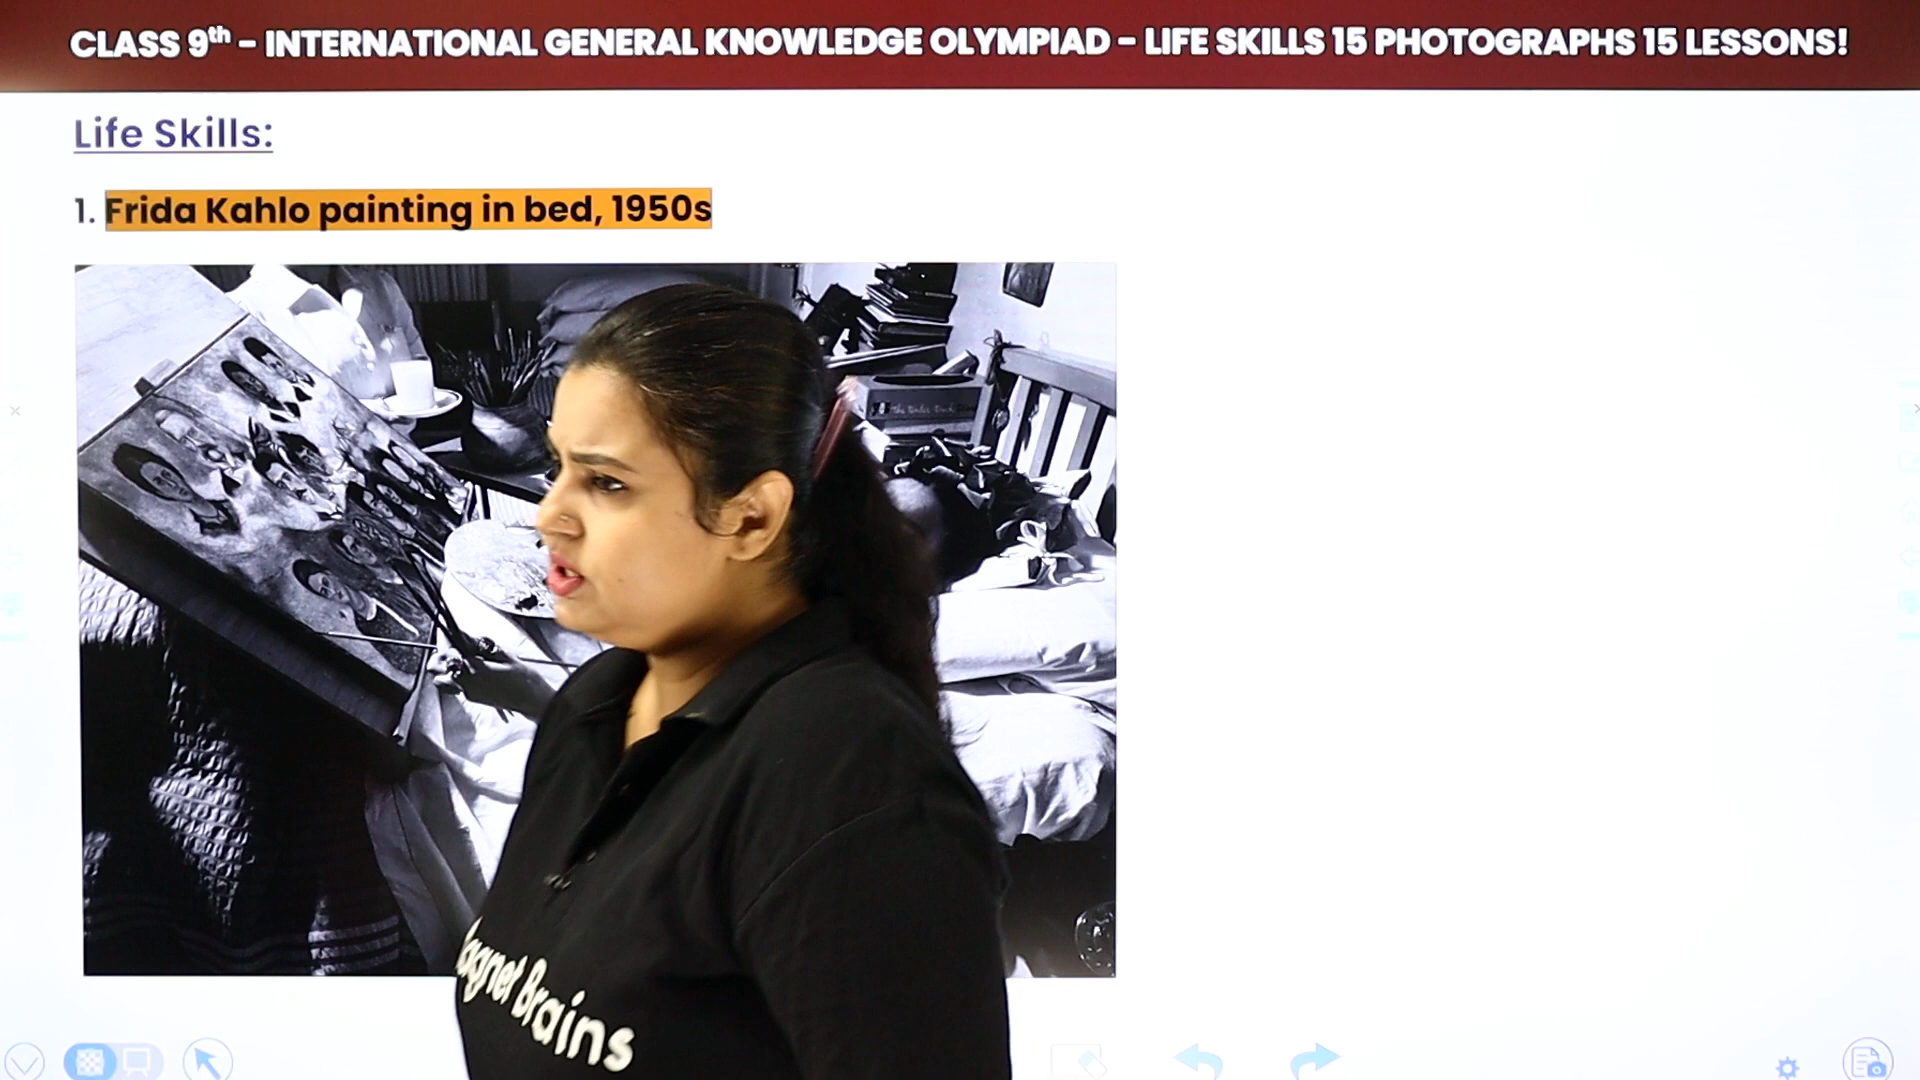 CLASS 9th – INTERNATIONAL GENERAL KNOWLEDGE OLYMPIAD – LIFE SKILLS 15 PHOTOGRAPHS 15 LESSONS!
Life Skills:
1. Frida Kahlo painting in bed, 1950s
Brains